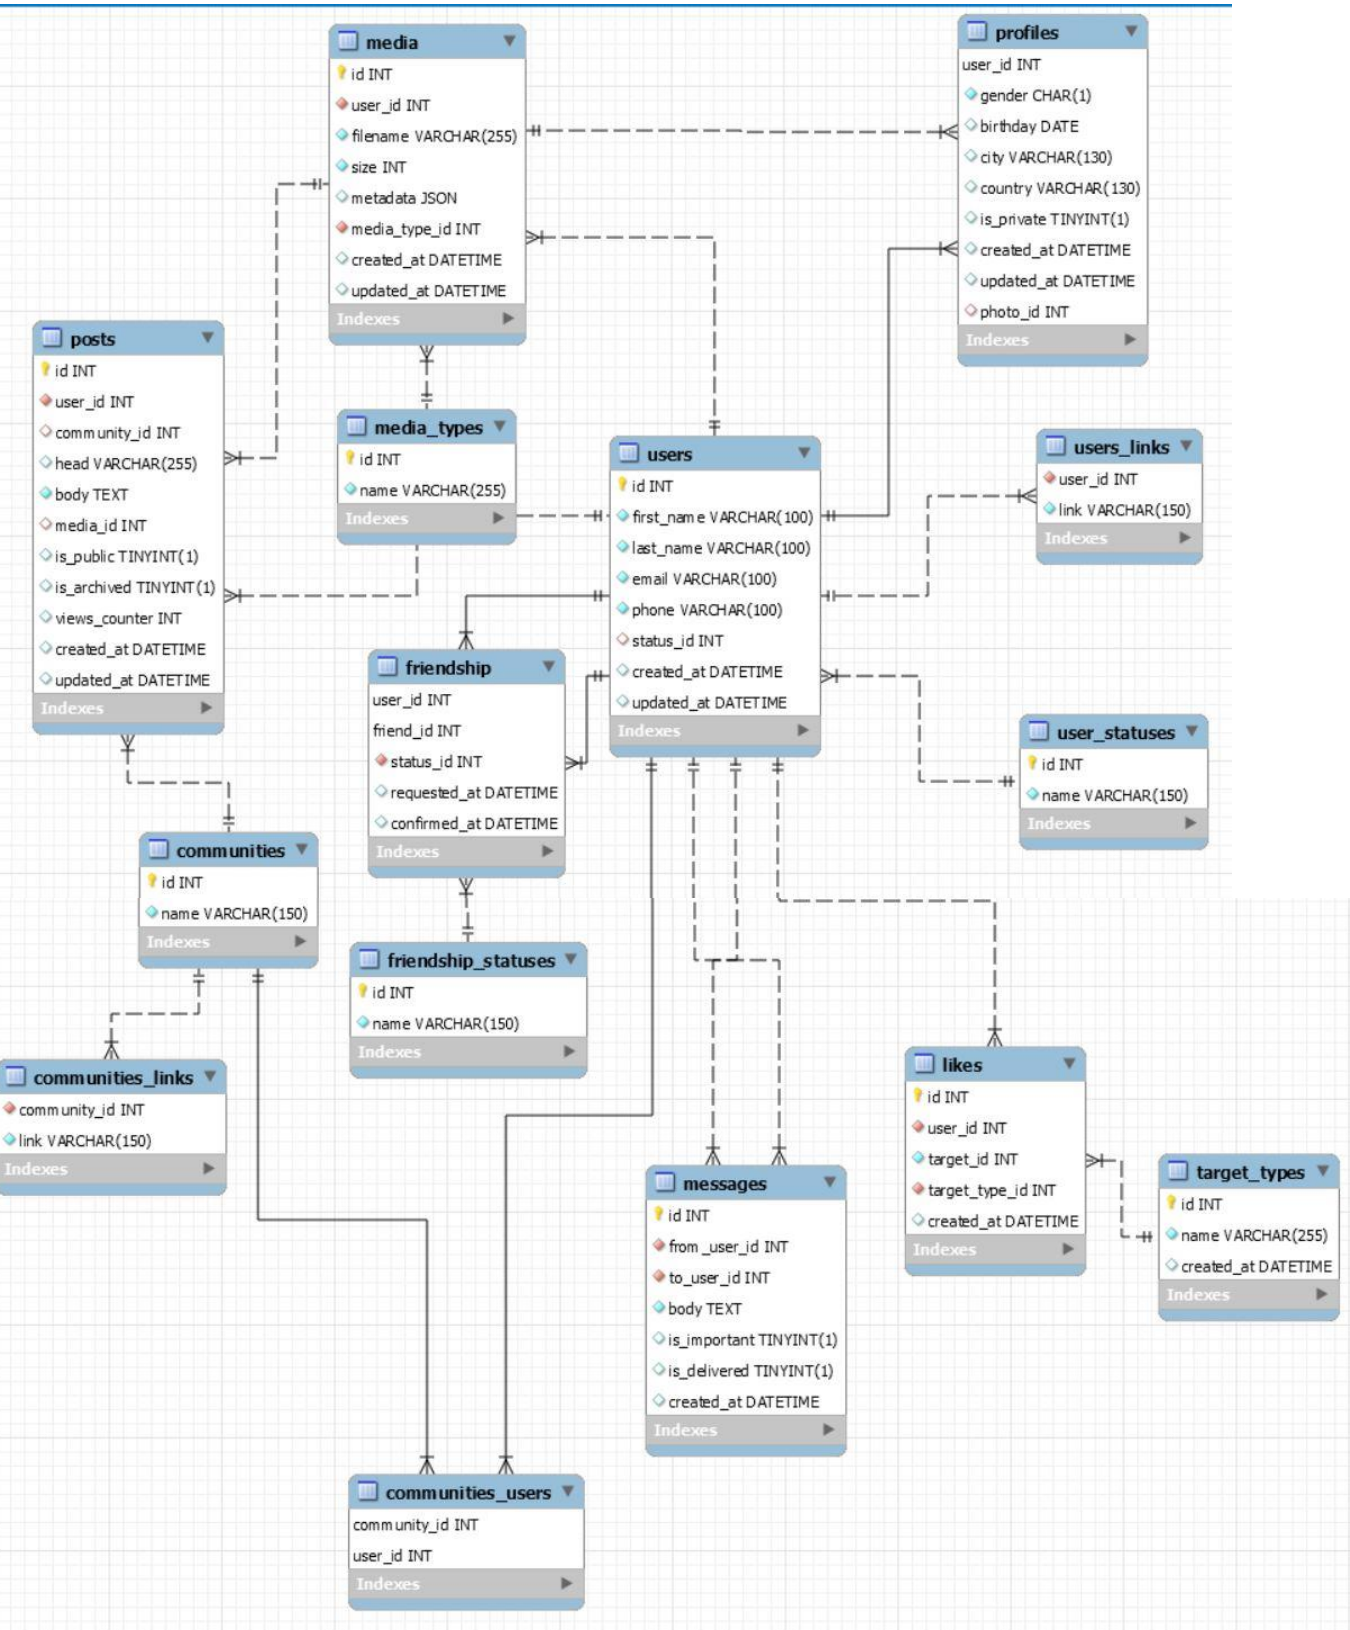 media
id INT
user_id INT
filename VARCHAR(255)
size INT
metadata JSON
media_type_id INT
created_at DATETIME
updated_at DATETIME
Indexes
profiles
user_id INT
gender CHAR(1)
birthday DATE
city VARCHAR(130)
country VARCHAR(130)
is_private TINYINT(1)
created_at DATETIME
updated_at DATETIME
photo_id INT
Indexes
posts
id INT
user_id INT
community_id INT
head VARCHAR(255)
body TEXT
media_id INT
is_public TINYINT(1)
is_archived TINYINT(1)
views_counter INT
created_at DATETIME
updated_at DATETIME
Indexes
media_types
id INT
name VARCHAR(255)
Indexes
users
id INT
first_name VARCHAR(100)
last_name VARCHAR(100)
email VARCHAR(100)
phone VARCHAR(100)
status_id INT
created_at DATETIME
updated_at DATETIME
Indexes
users_links
user_id INT
link VARCHAR(150)
Indexes
friendship
user_id INT
friend_id INT
status_id INT
requested_at DATETIME
confirmed_at DATETIME
Indexes
user_statuses
id INT
name VARCHAR(150)
Indexes
communities
id INT
name VARCHAR(150)
Indexes
friendship_statuses
id INT
name VARCHAR(150)
Indexes
communities_links
community_id INT
link VARCHAR(150)
Indexes
likes
id INT
user_id INT
target_id INT
target_type_id INT
created_at DATETIME
Indexes
target_types
id INT
name VARCHAR(255)
created_at DATETIME
Indexes
messages
id INT
from_user_id INT
to_user_id INT
body TEXT
is_important TINYINT(1)
is_delivered TINYINT(1)
created_at DATETIME
Indexes
communities_users
community_id INT
user_id INT
Indexes